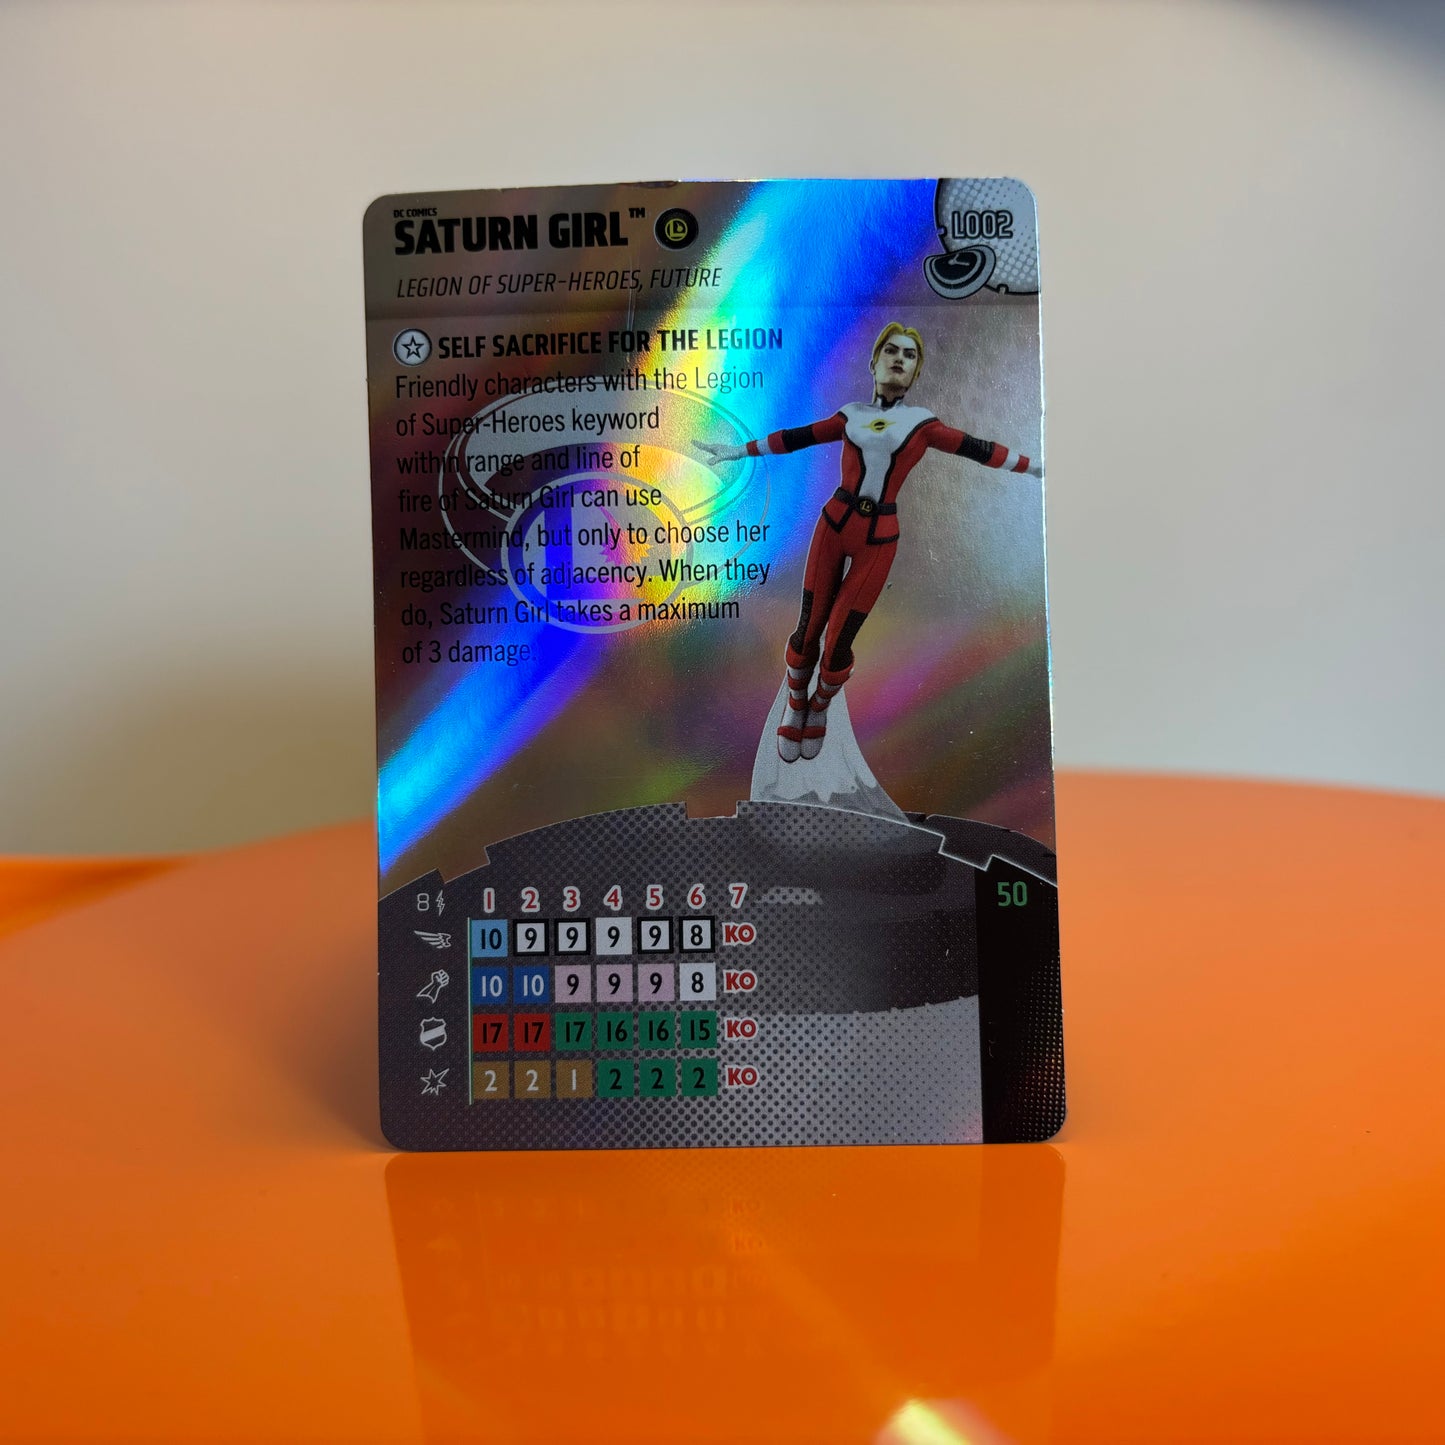 DC COMICS
SATURN GIRL™
L002
LEGION OF SUPER-HEROES, FUTURE
SELF SACRIFICE FOR THE LEGION
Friendly characters with the Legion
of Super-Heroes keyword
within range and line of
fire of Saturn Girl can use
Mastermind, but only to choose her
regardless of adjacency. When they
do, Saturn Girl takes a maximum
of 3 damage.
8 1 2 3 4 5 6 7
50
10 9 9 9 9 8 KO
10 10 9 9 9 8 KO
17 17 17 16 16 15 KO
2 2 1 2 2 2 KO